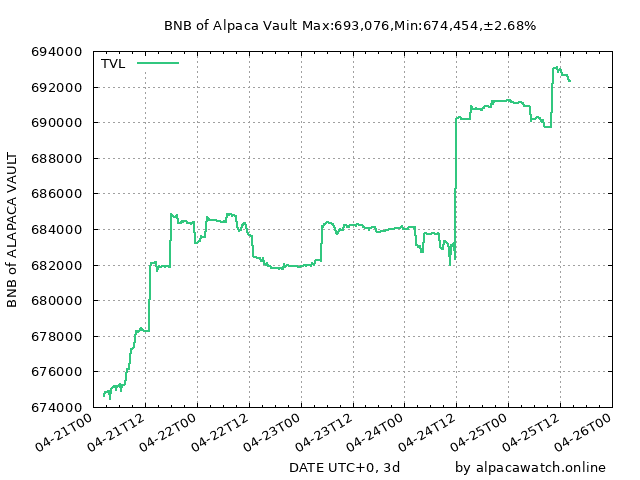 BNB of Alpaca Vault Max:693,076,Min:674,454,±2.68%
TVL
BNB of ALAPACA VAULT
694000
692000
690000
688000
686000
684000
682000
680000
678000
676000
674000
04-21T00
04-21T12
04-22T00
04-22T12
04-23T00
04-23T12
04-24T00
04-24T12
04-25T00
04-25T12
04-26T00
DATE UTC+0, 3d
by alpacawatch.online